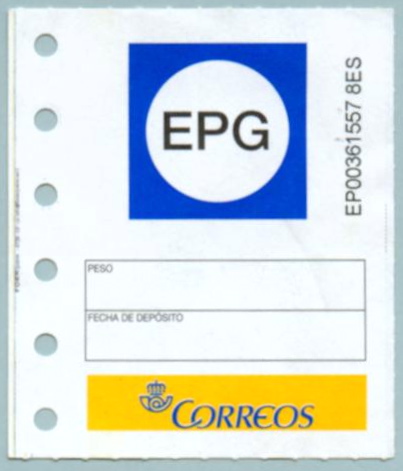 EPG
EP00361557 8ES
PESO
FECHA DE DEPÓSITO
CORREOS